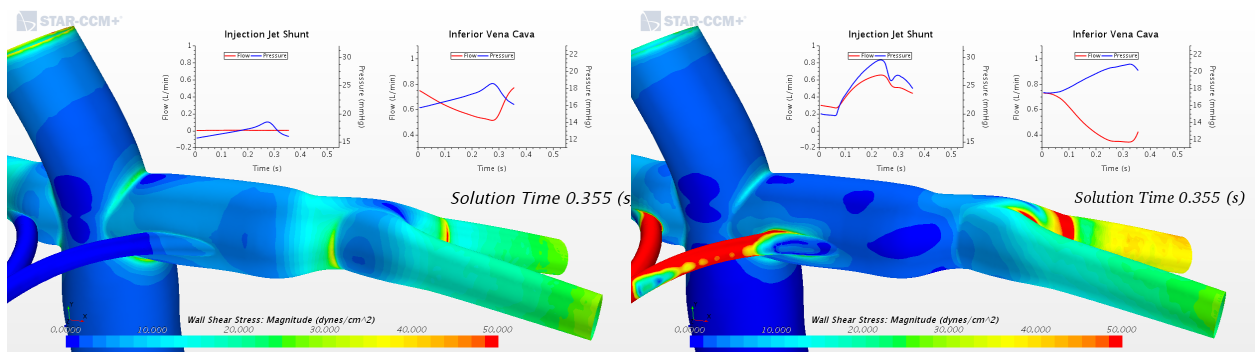 STAR-CCM+
Injection Jet Shunt
Flow Pressure
Flow (L/min)
1
0.8
0.6
0.4
0.2
0
-0.2
Pressure (mmHg)
30
25
20
15
0 0.1 0.2 0.3 0.4 0.5
Time (s)
Inferior Vena Cava
Flow Pressure
Flow (L/min)
1
0.8
0.6
0.4
Pressure (mmHg)
22
20
18
16
14
12
0 0.1 0.2 0.3 0.4 0.5
Time (s)
Solution Time 0.355 (s
Wall Shear Stress: Magnitude (dynes/cm^2)
0.0000 10.000 20.000 30.000 40.000 50.000
STAR-CCM+
Injection Jet Shunt
Flow Pressure
Flow (L/min)
1
0.8
0.6
0.4
0.2
0
-0.2
Pressure (mmHg)
30
25
20
15
0 0.1 0.2 0.3 0.4 0.5
Time (s)
Inferior Vena Cava
Flow Pressure
Flow (L/min)
1
0.8
0.6
0.4
Pressure (mmHg)
22
20
18
16
14
12
0 0.1 0.2 0.3 0.4 0.5
Time (s)
Solution Time 0.355 (s)
Wall Shear Stress: Magnitude (dynes/cm^2)
0.0000 10.000 20.000 30.000 40.000 50.000